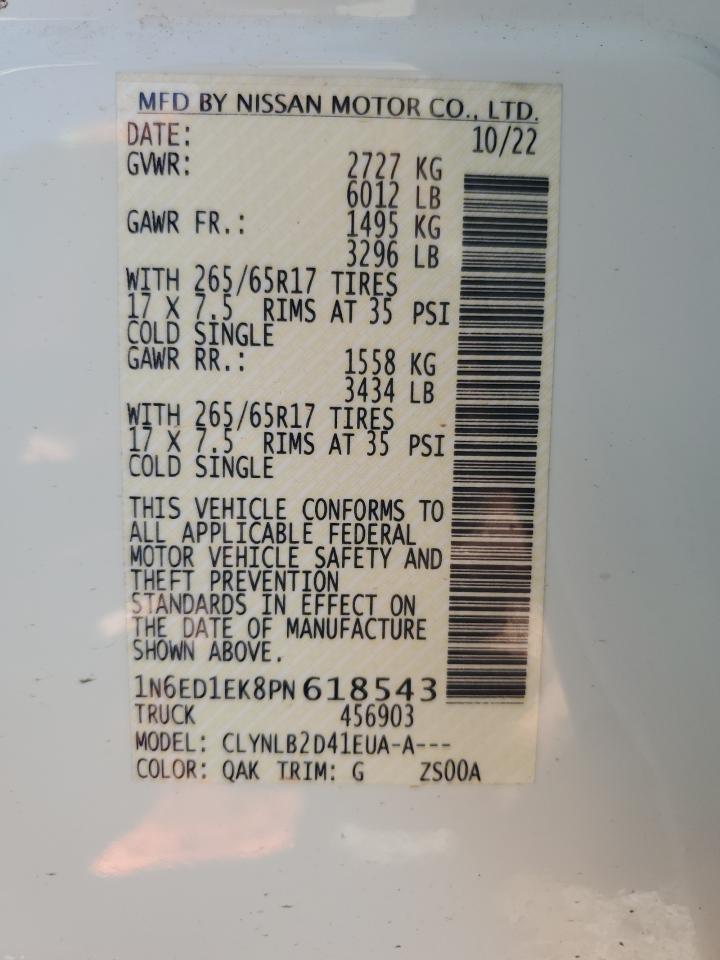 MFD BY NISSAN MOTOR CO., LTD.
DATE: 10/22
GVWR: 2727 KG
6012 LB
GAWR FR.: 1495 KG
3296 LB
WITH 265/65R17 TIRES
17 X 7.5 RIMS AT 35 PSI
COLD SINGLE
GAWR RR.: 1558 KG
3434 LB
WITH 265/65R17 TIRES
17 X 7.5 RIMS AT 35 PSI
COLD SINGLE
THIS VEHICLE CONFORMS TO
ALL APPLICABLE FEDERAL
MOTOR VEHICLE SAFETY AND
THEFT PREVENTION
STANDARDS IN EFFECT ON
THE DATE OF MANUFACTURE
SHOWN ABOVE.
1N6ED1EK8PN618543
TRUCK 456903
MODEL: CLYNLB2D41EUA-A---
COLOR: QAK TRIM: G ZS00A